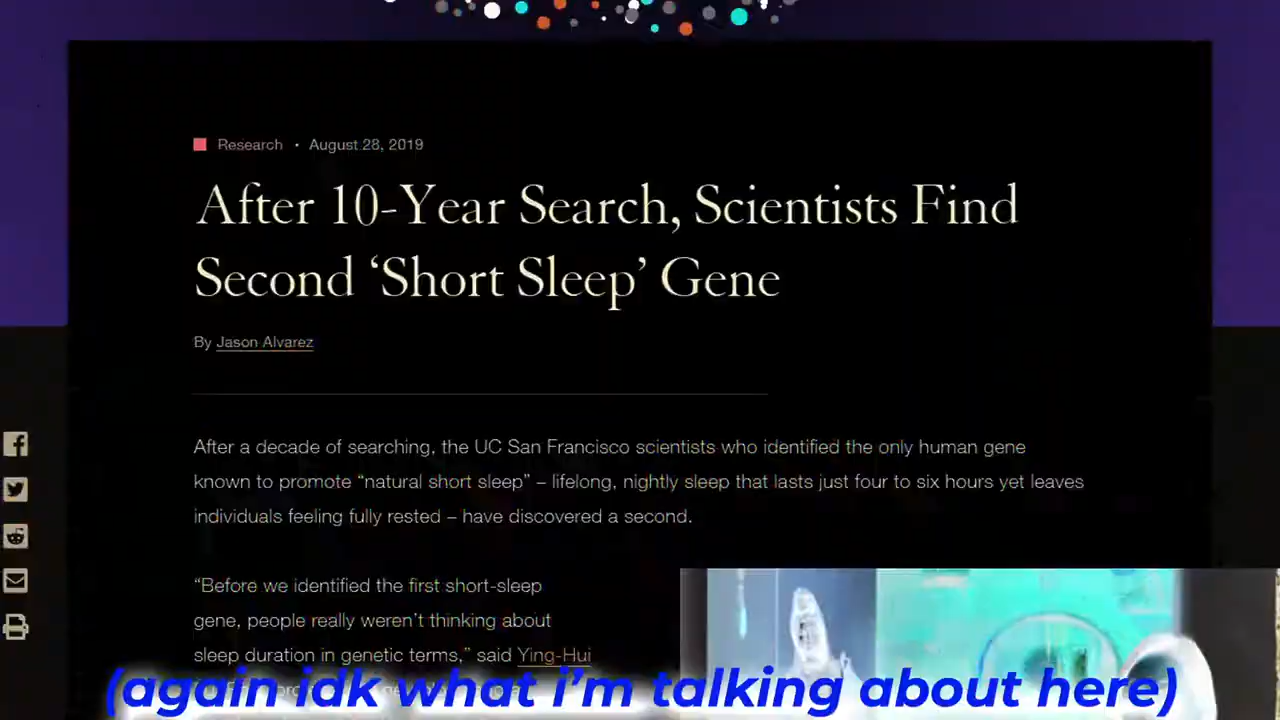 Research • August 28, 2019
After 10-Year Search, Scientists Find
Second ‘Short Sleep’ Gene
By Jason Alvarez
After a decade of searching, the UC San Francisco scientists who identified the only human gene
known to promote “natural short sleep” – lifelong, nightly sleep that lasts just four to six hours yet leaves
individuals feeling fully rested – have discovered a second.
“Before we identified the first short-sleep
gene, people really weren’t thinking about
sleep duration in genetic terms,” said Ying-Hui
(again idk what i’m talking about here)